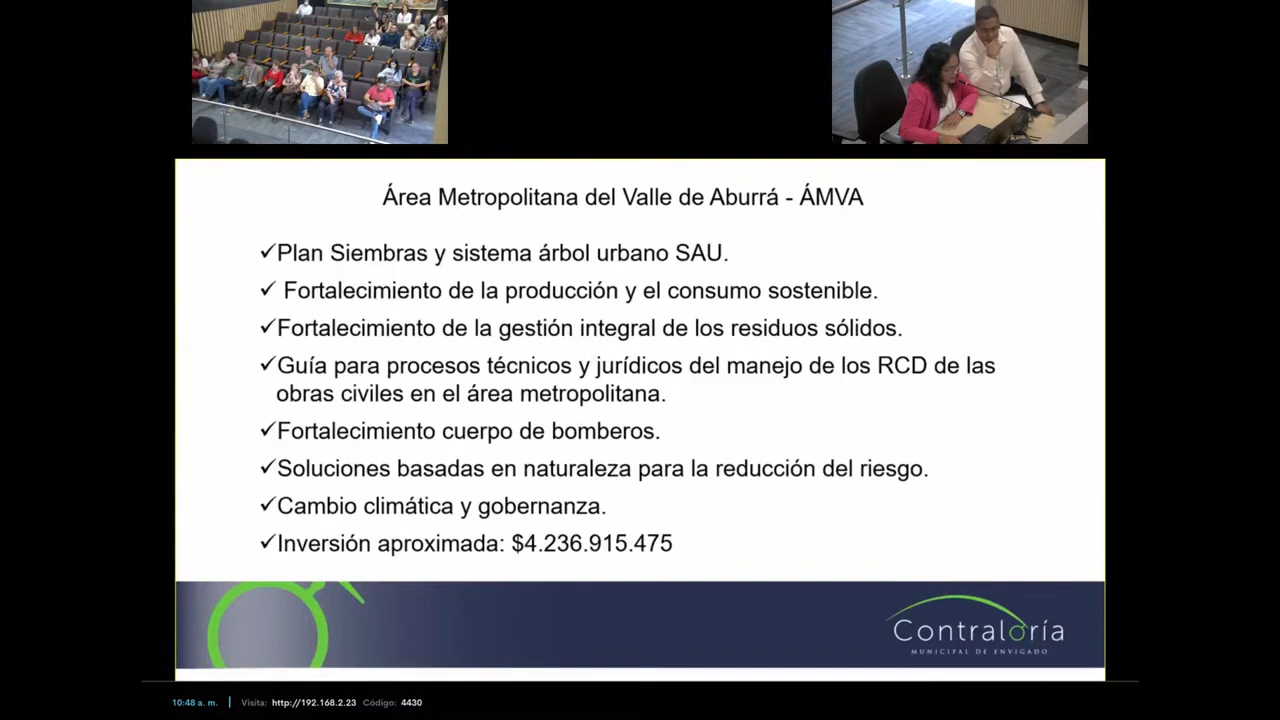 Área Metropolitana del Valle de Aburrá - ÁMVA
✓Plan Siembras y sistema árbol urbano SAU.
✓ Fortalecimiento de la producción y el consumo sostenible.
✓Fortalecimiento de la gestión integral de los residuos sólidos.
✓Guía para procesos técnicos y jurídicos del manejo de los RCD de las
obras civiles en el área metropolitana.
✓Fortalecimiento cuerpo de bomberos.
✓Soluciones basadas en naturaleza para la reducción del riesgo.
✓Cambio climática y gobernanza.
✓Inversión aproximada: $4.236.915.475
Contraloría
MUNICIPAL DE ENVIGADO
10:48 a. m. | Visita: http://192.168.2.23 Código: 4430